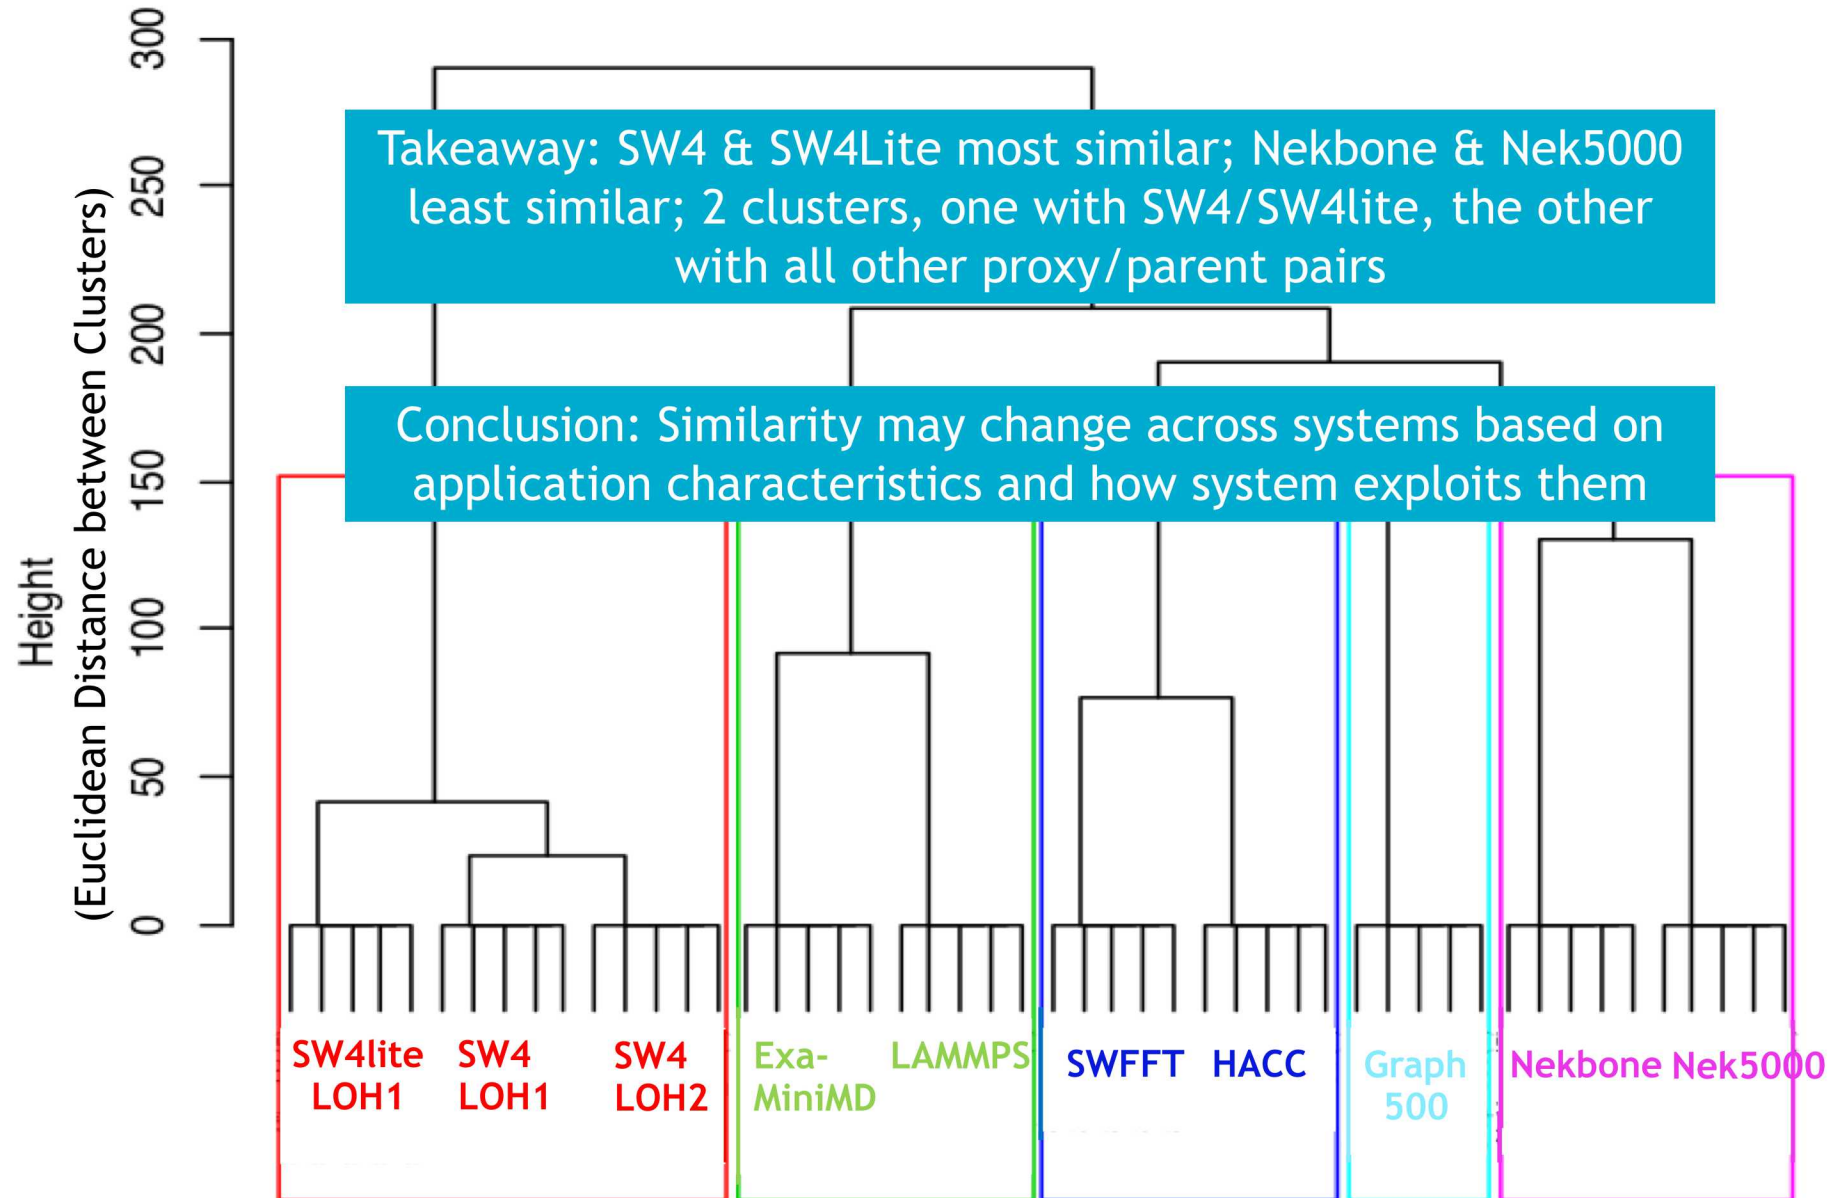 300
250
200
150
100
50
0
Height
(Euclidean Distance between Clusters)
Takeaway: SW4 & SW4Lite most similar; Nekbone & Nek5000
least similar; 2 clusters, one with SW4/SW4lite, the other
with all other proxy/parent pairs
Conclusion: Similarity may change across systems based on
application characteristics and how system exploits them
SW4lite
LOH1
SW4
LOH1
SW4
LOH2
Exa-
MiniMD
LAMMPS
SWFFT
HACC
Graph
500
Nekbone
Nek5000